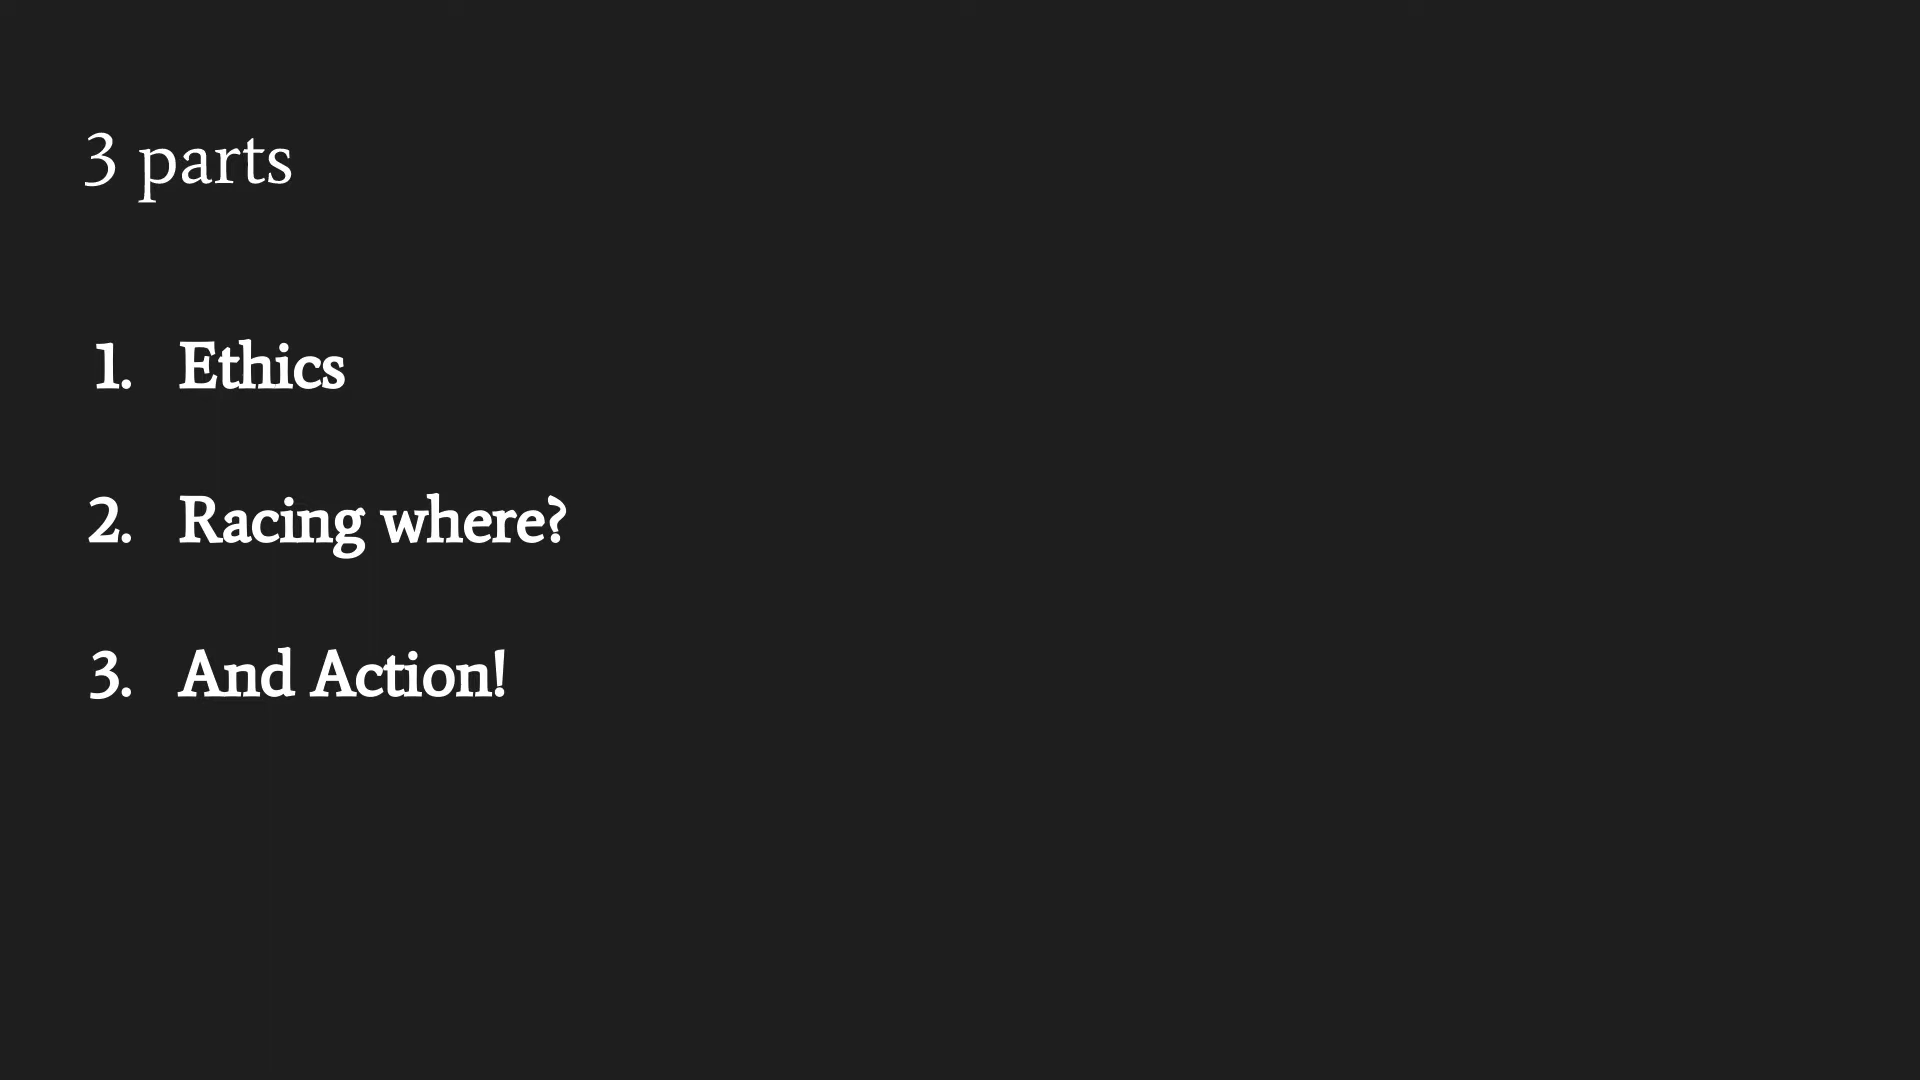 3 parts
1. Ethics
2. Racing where?
3. And Action!